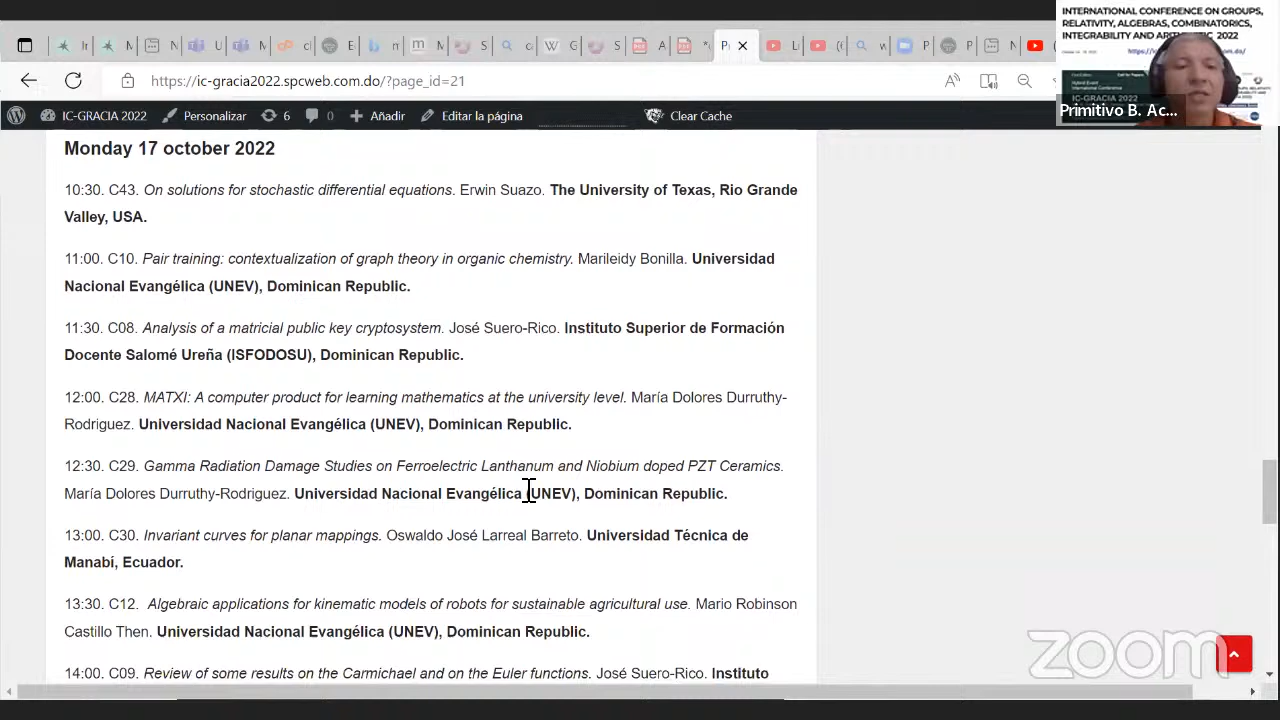 INTERNATIONAL CONFERENCE ON GROUPS,
RELATIVITY, ALGEBRAS, COMBINATORICS,
INTEGRABILITY AND ARITHMETIC 2022
IC-GRACIA 2022
Primitivo B. Ac...
https://ic-gracia2022.spcweb.com.do/?page_id=21
IC-GRACIA 2022 Personalizar 0 Editar la página Clear Cache
Monday 17 october 2022
10:30. C43. On solutions for stochastic differential equations. Erwin Suazo. The University of Texas, Rio Grande
Valley, USA.
11:00. C10. Pair training: contextualization of graph theory in organic chemistry. Marileidy Bonilla. Universidad
Nacional Evangélica (UNEV), Dominican Republic.
11:30. C08. Analysis of a matricial public key cryptosystem. José Suero-Rico. Instituto Superior de Formación
Docente Salomé Ureña (ISFODOSU), Dominican Republic.
12:00. C28. MATXI: A computer product for learning mathematics at the university level. María Dolores Durruthy-
Rodriguez. Universidad Nacional Evangélica (UNEV), Dominican Republic.
12:30. C29. Gamma Radiation Damage Studies on Ferroelectric Lanthanum and Niobium doped PZT Ceramics.
María Dolores Durruthy-Rodriguez. Universidad Nacional Evangélica (UNEV), Dominican Republic.
13:00. C30. Invariant curves for planar mappings. Oswaldo José Larreal Barreto. Universidad Técnica de
Manabí, Ecuador.
13:30. C12. Algebraic applications for kinematic models of robots for sustainable agricultural use. Mario Robinson
Castillo Then. Universidad Nacional Evangélica (UNEV), Dominican Republic.
14:00. C09. Review of some results on the Carmichael and on the Euler functions. José Suero-Rico. Instituto
zoom